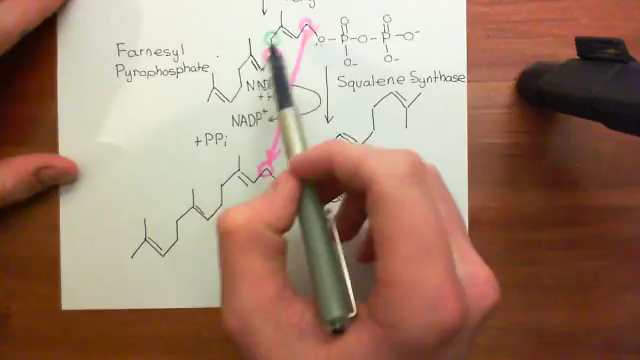 Farnesyl
Pyrophosphate
O-P-O-P-O⁻
O
O
O⁻
O⁻
Squalene Synthase
NADP⁺
+PPi